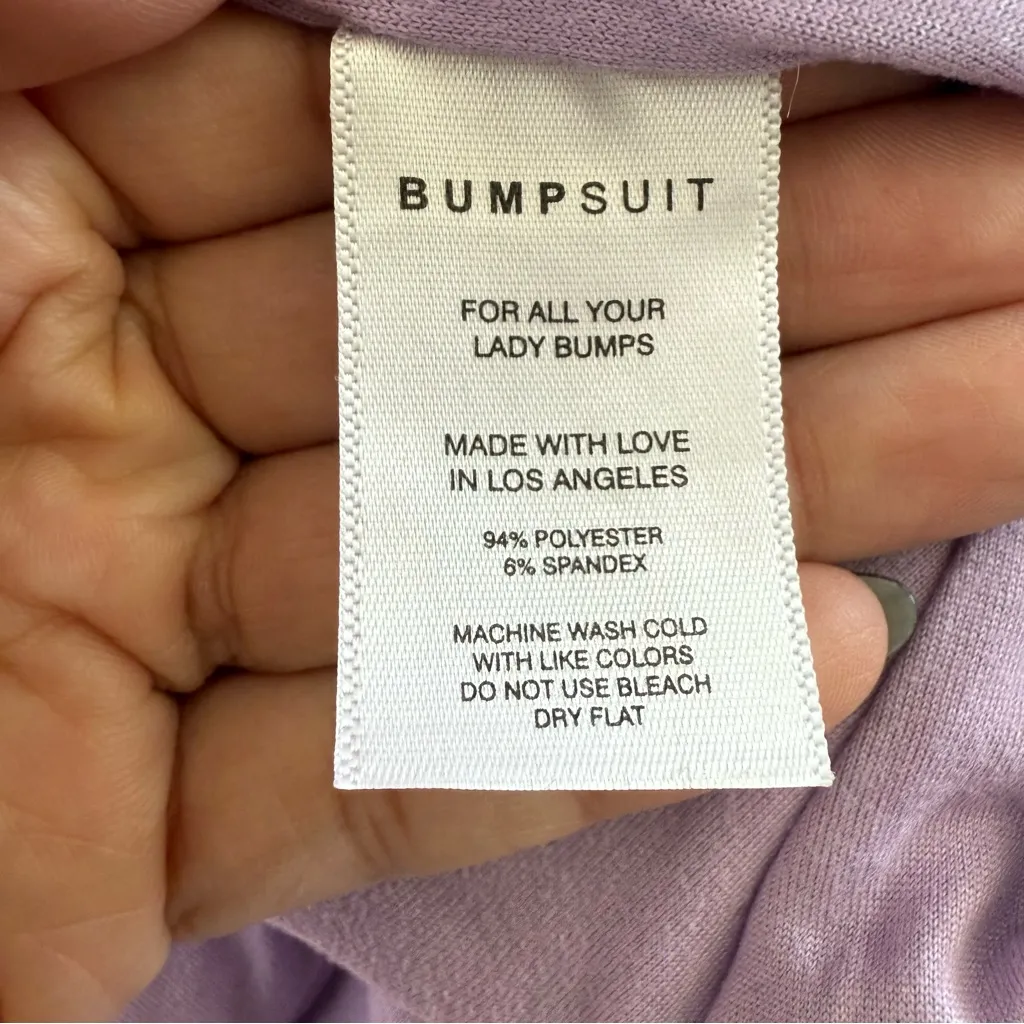 BUMPSUIT
FOR ALL YOUR
LADY BUMPS
MADE WITH LOVE
IN LOS ANGELES
94% POLYESTER
6% SPANDEX
MACHINE WASH COLD
WITH LIKE COLORS
DO NOT USE BLEACH
DRY FLAT